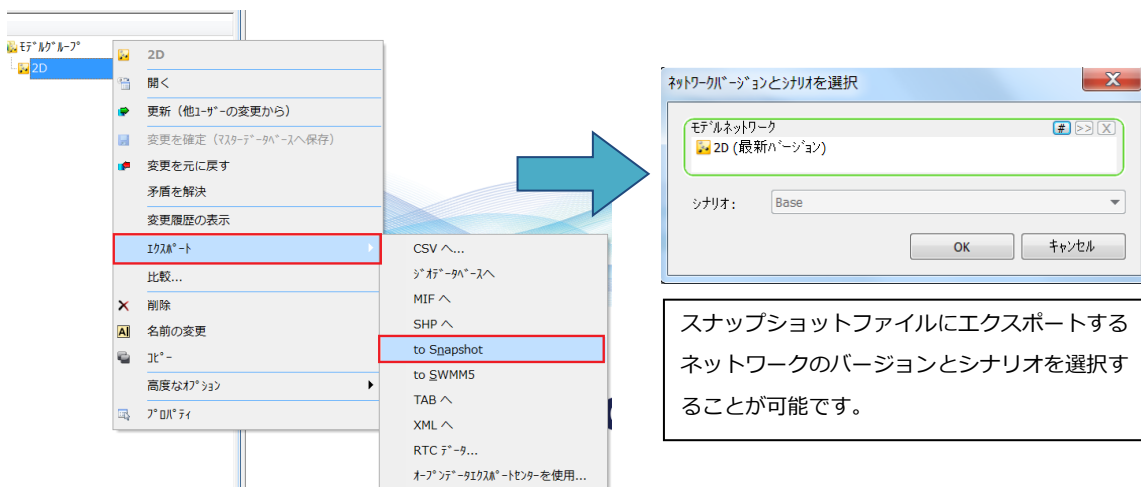 ﾓﾃﾞﾙｸﾞﾙｰﾌﾟ
2D
2D
開く
更新（他ﾕｰｻﾞｰの変更から）
変更を確定（ﾏｽﾀｰﾃﾞｰﾀﾍﾞｰｽへ保存）
変更を元に戻す
矛盾を解決
変更履歴の表示
ｴｸｽﾎﾟｰﾄ
比較...
削除
名前の変更
ｺﾋﾟｰ
高度なｵﾌﾟｼｮﾝ
ﾌﾟﾛﾊﾟﾃｨ
CSV へ...
ｼﾞｵﾃﾞｰﾀﾍﾞｰｽへ
MIF へ
SHP へ
to Snapshot
to SWMM5
TAB へ
XML へ
RTC ﾃﾞｰﾀ...
ｵｰﾌﾟﾝﾃﾞｰﾀｴｸｽﾎﾟｰﾄｾﾝﾀｰを使用...
ﾈｯﾄﾜｰｸﾊﾞｰｼﾞｮﾝとｼﾅﾘｵを選択
X
ﾓﾃﾞﾙﾈｯﾄﾜｰｸ
# >> X
2D (最新ﾊﾞｰｼﾞｮﾝ)
ｼﾅﾘｵ:
Base
OK
ｷｬﾝｾﾙ
スナップショットファイルにエクスポートする
ネットワークのバージョンとシナリオを選択す
ることが可能です。